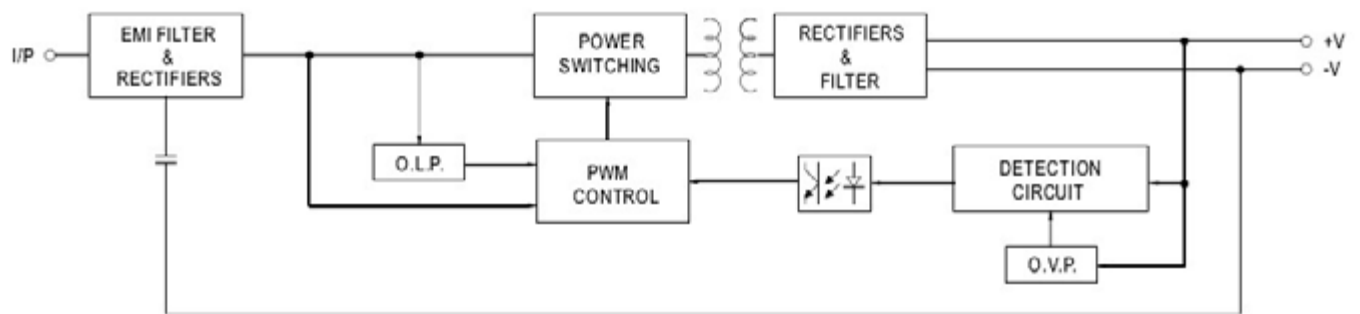 I/P
EMI FILTER
&
RECTIFIERS
POWER
SWITCHING
RECTIFIERS
&
FILTER
+V
-V
O.L.P.
PWM
CONTROL
DETECTION
CIRCUIT
O.V.P.